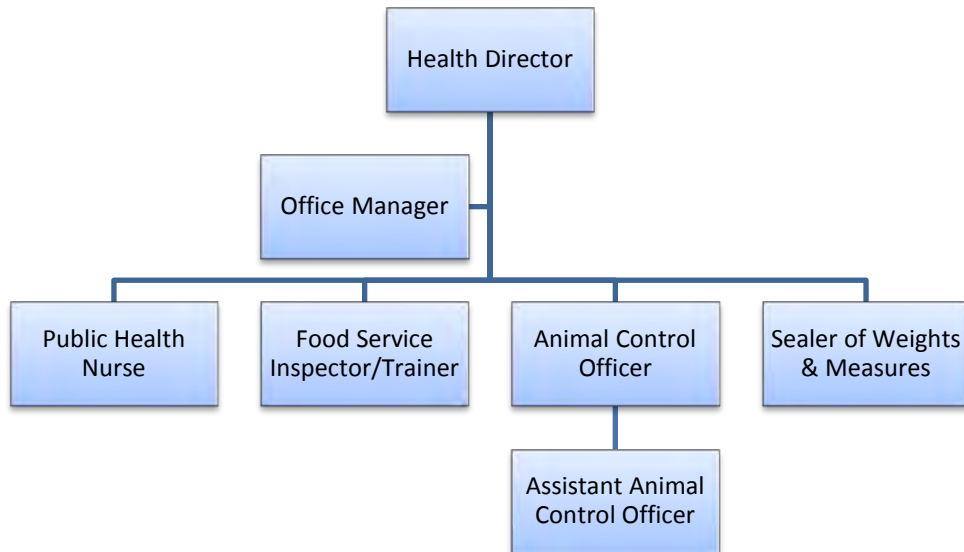 Health Director
Office Manager
Public Health
Nurse
Food Service
Inspector/Trainer
Animal Control
Officer
Sealer of Weights
& Measures
Assistant Animal
Control Officer